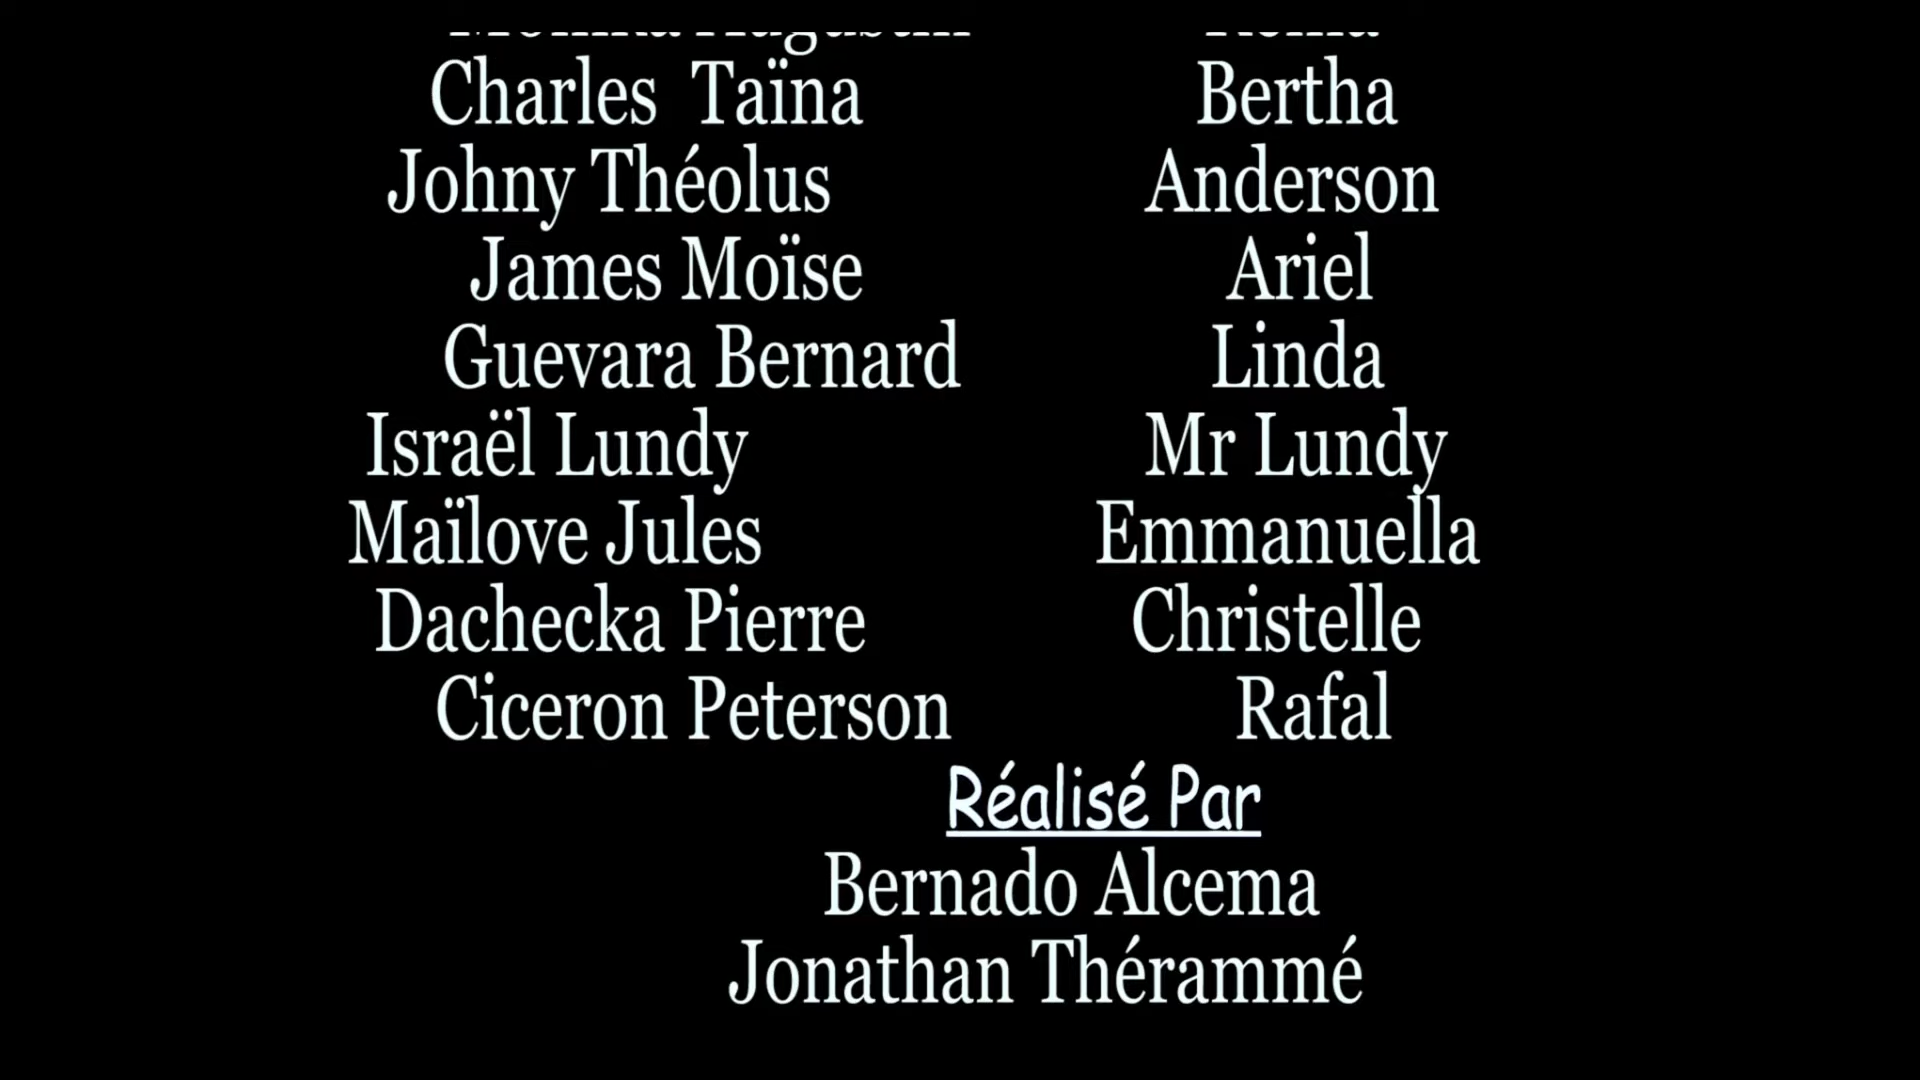 Charles Taïna Bertha
Johny Théolus Anderson
James Moïse Ariel
Guevara Bernard Linda
Israël Lundy Mr Lundy
Maïlove Jules Emmanuella
Dachecka Pierre Christelle
Ciceron Peterson Rafal
Réalisé Par
Bernado Alcema
Jonathan Thérammé